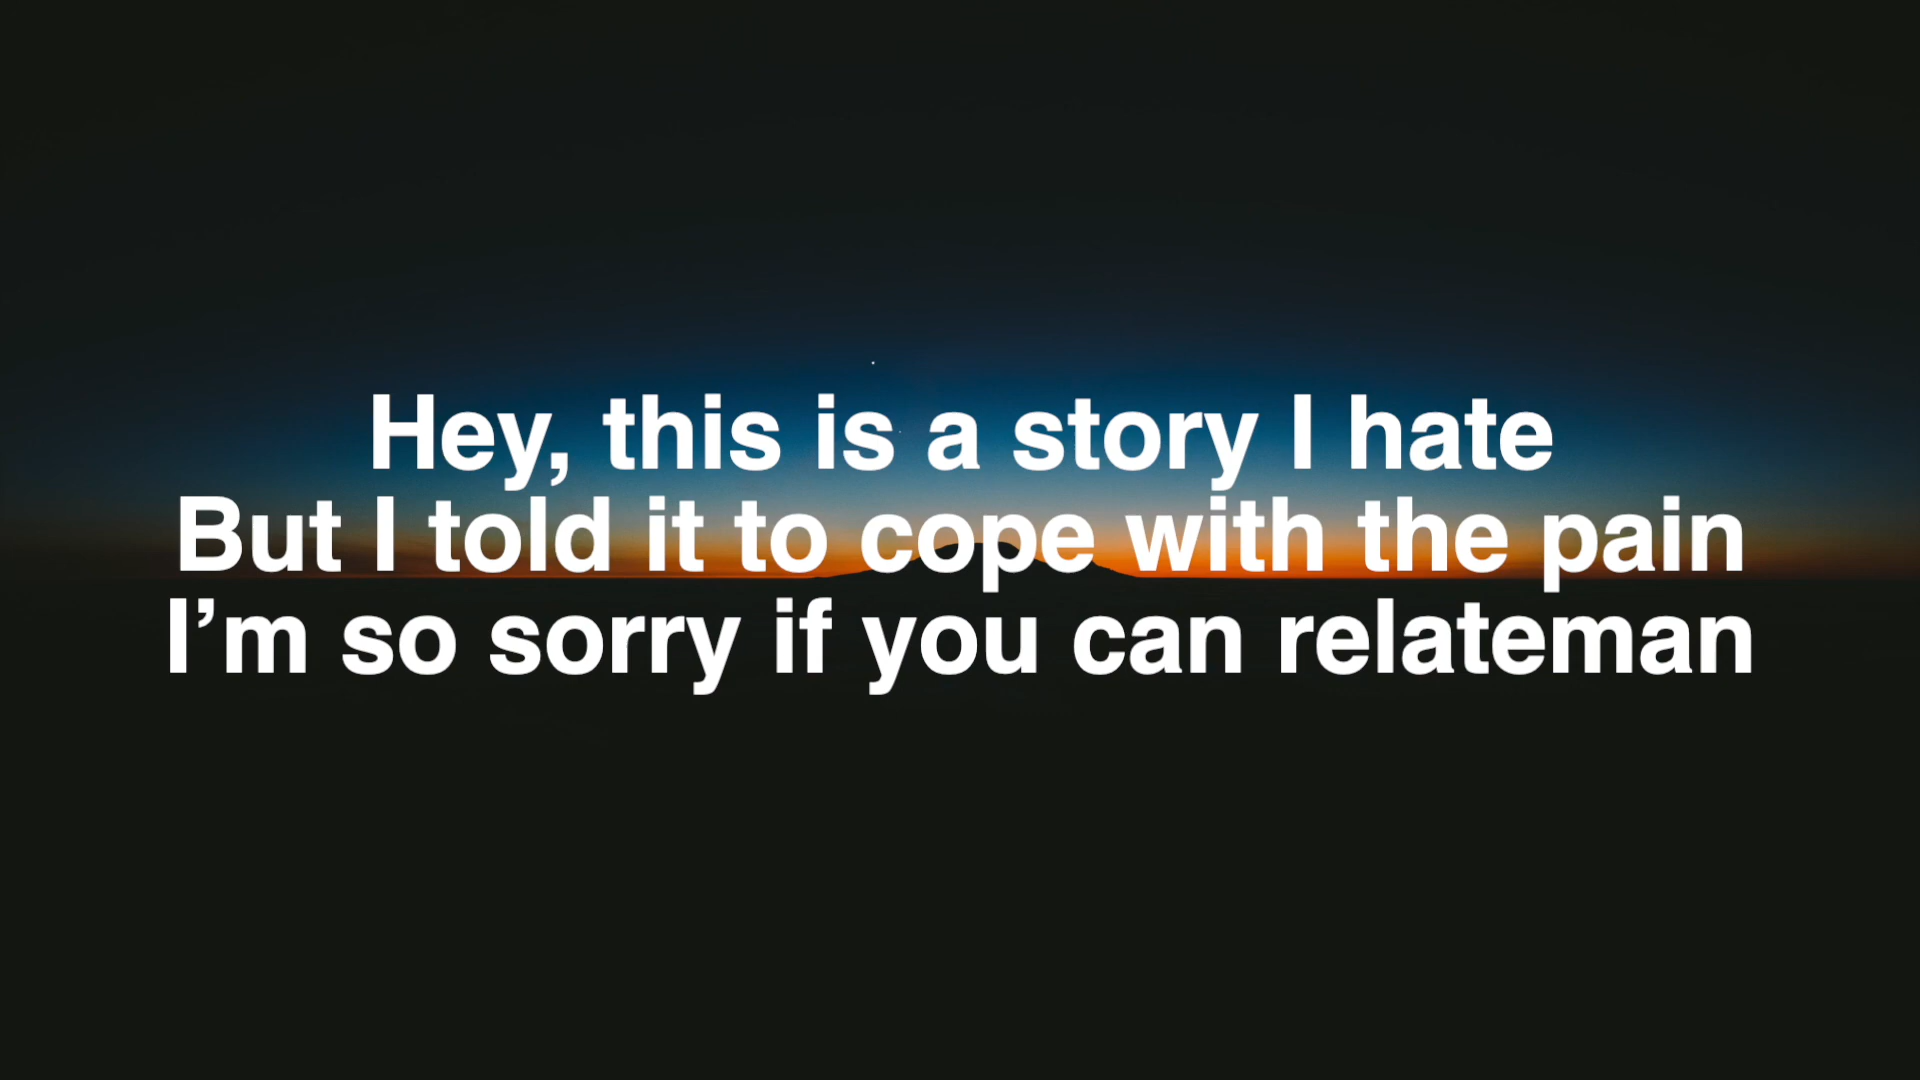 Hey, this is a story I hate
But I told it to cope with the pain
I’m so sorry if you can relateman